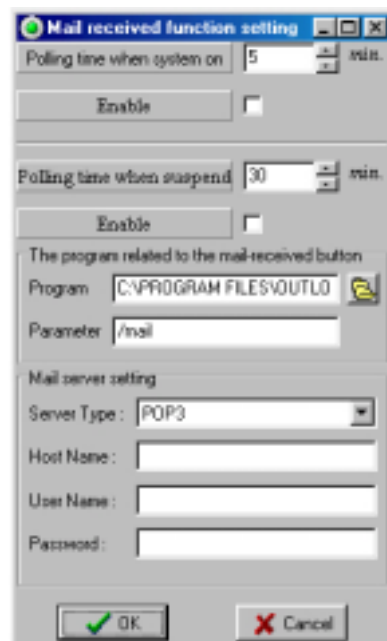 Mail received function setting
Polling time when system on 5 min.
Enable
Polling time when suspend 30 min.
Enable
The program related to the mail-received button
Program C:\PROGRAM FILES\OUTLO
Parameter /mail
Mail server setting
Server Type : POP3
Host Name :
User Name :
Password :
OK Cancel